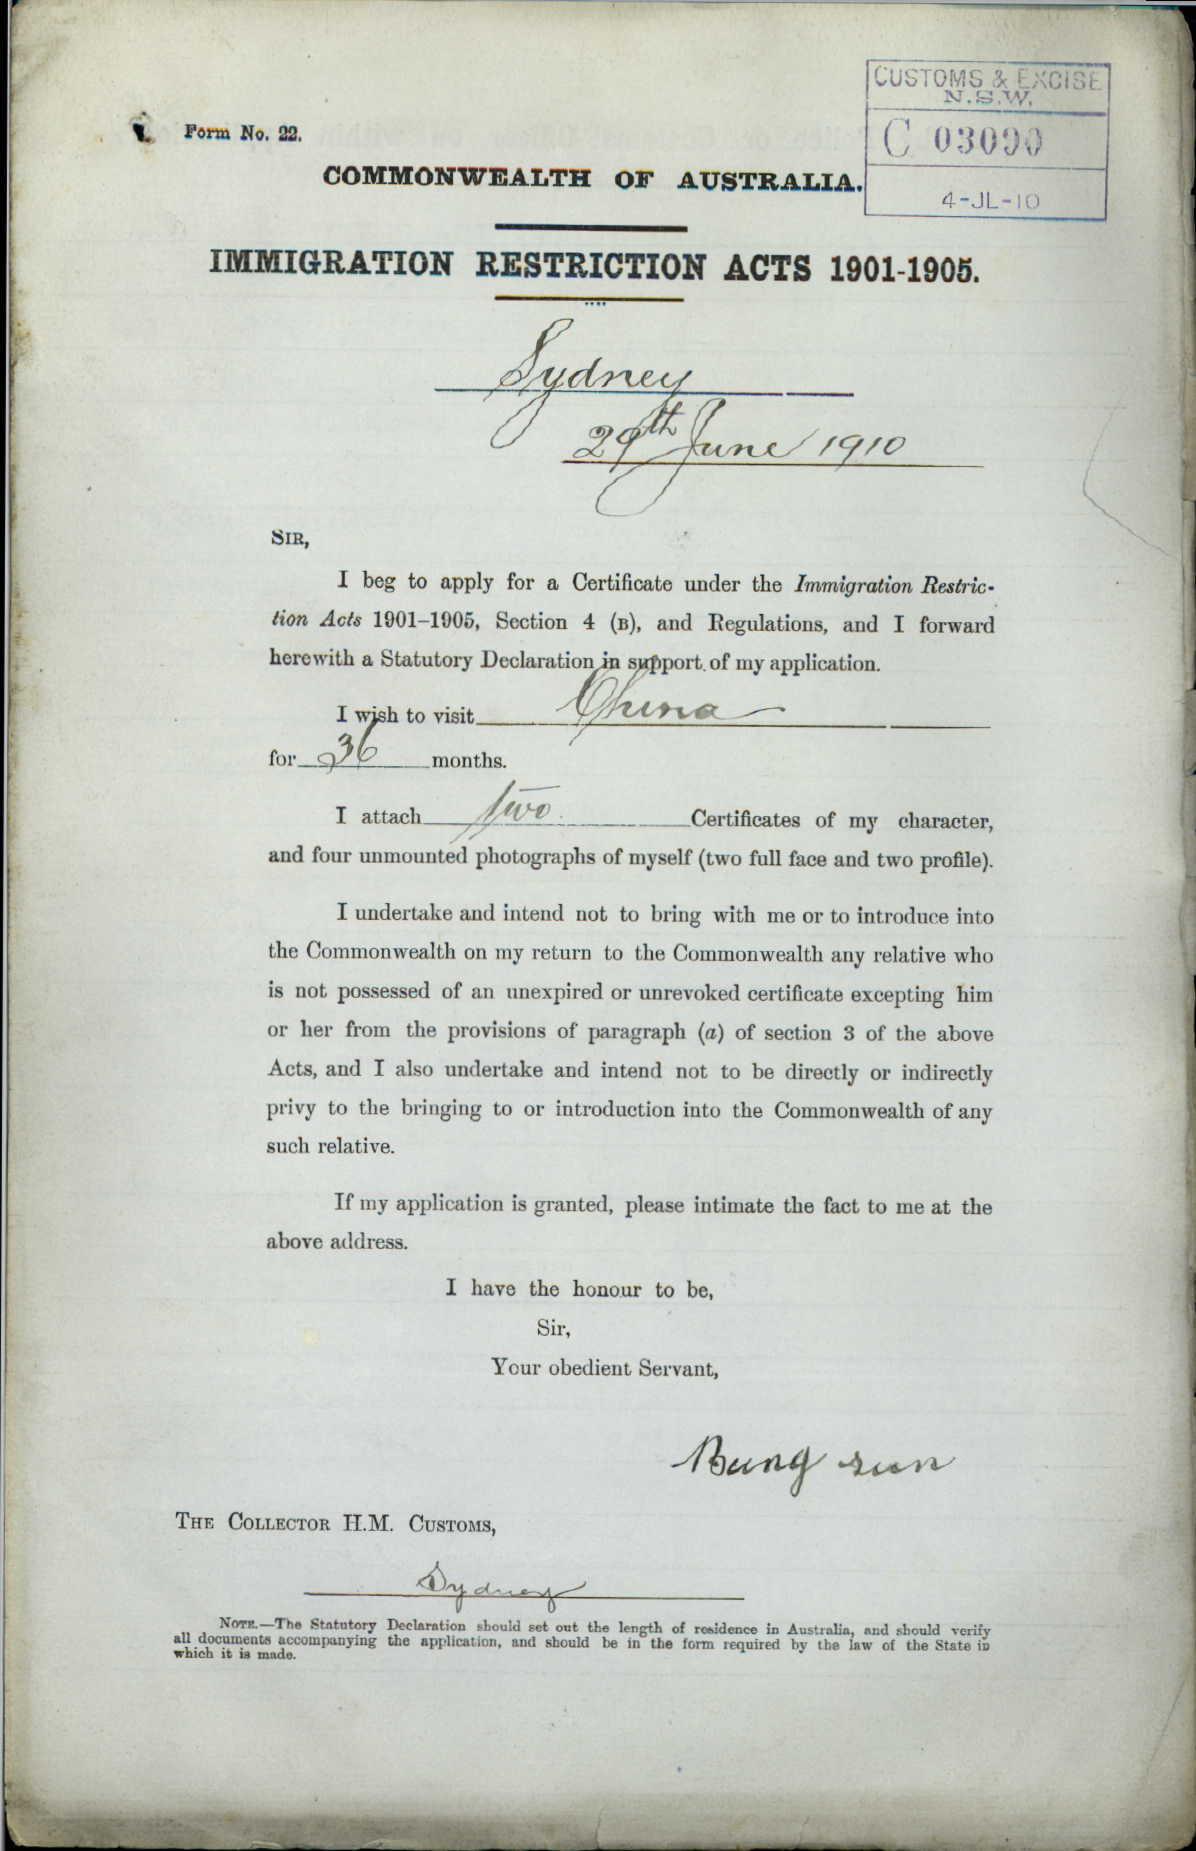 CUSTOMS & EXCISE
N.S.W.
C 03090
4-JL-10
Form No. 22.
COMMONWEALTH OF AUSTRALIA.
IMMIGRATION RESTRICTION ACTS 1901-1905.
Sydney
29th June 1910
SIR,
I beg to apply for a Certificate under the Immigration Restric-
tion Acts 1901–1905, Section 4 (B), and Regulations, and I forward
herewith a Statutory Declaration in support of my application.
I wish to visit China
for 36 months.
I attach two Certificates of my character,
and four unmounted photographs of myself (two full face and two profile).
I undertake and intend not to bring with me or to introduce into
the Commonwealth on my return to the Commonwealth any relative who
is not possessed of an unexpired or unrevoked certificate excepting him
or her from the provisions of paragraph (a) of section 3 of the above
Acts, and I also undertake and intend not to be directly or indirectly
privy to the bringing to or introduction into the Commonwealth of any
such relative.
If my application is granted, please intimate the fact to me at the
above address.
I have the honour to be,
Sir,
Your obedient Servant,
Bung sun
THE COLLECTOR H.M. CUSTOMS,
Sydney
NOTE.—The Statutory Declaration should set out the length of residence in Australia, and should verify
all documents accompanying the application, and should be in the form required by the law of the State in
which it is made.